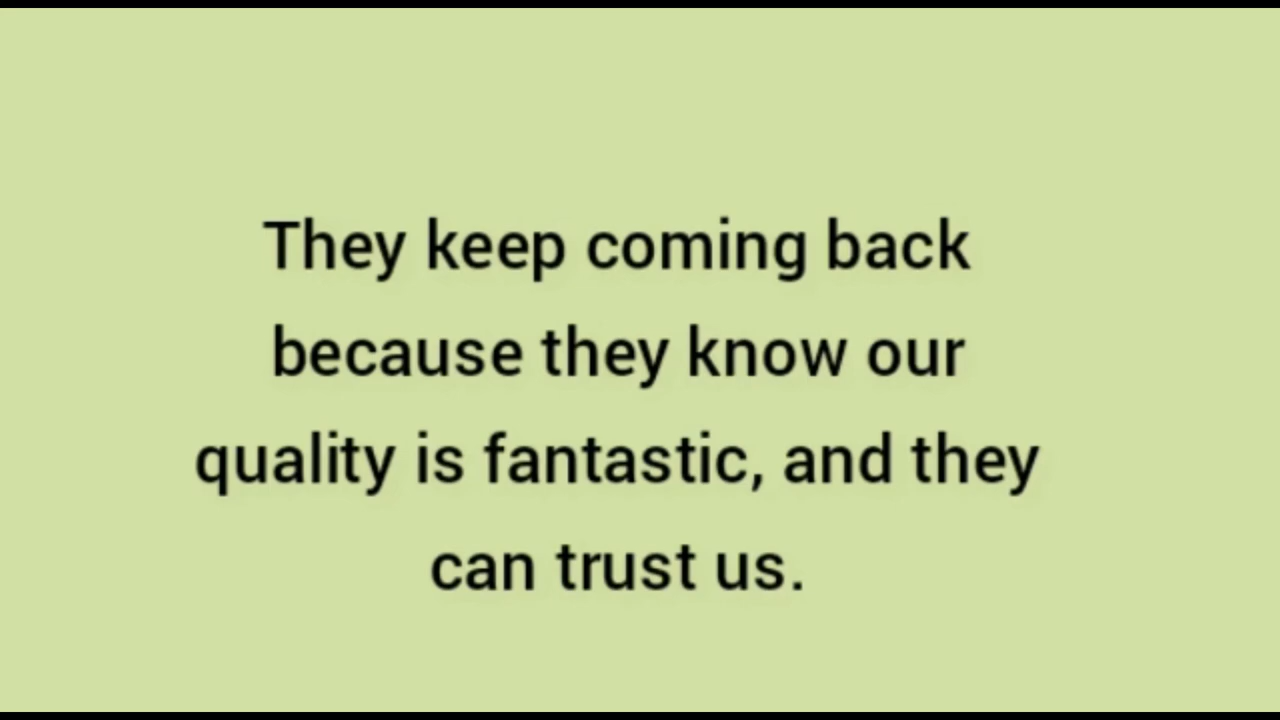 They keep coming back
because they know our
quality is fantastic, and they
can trust us.